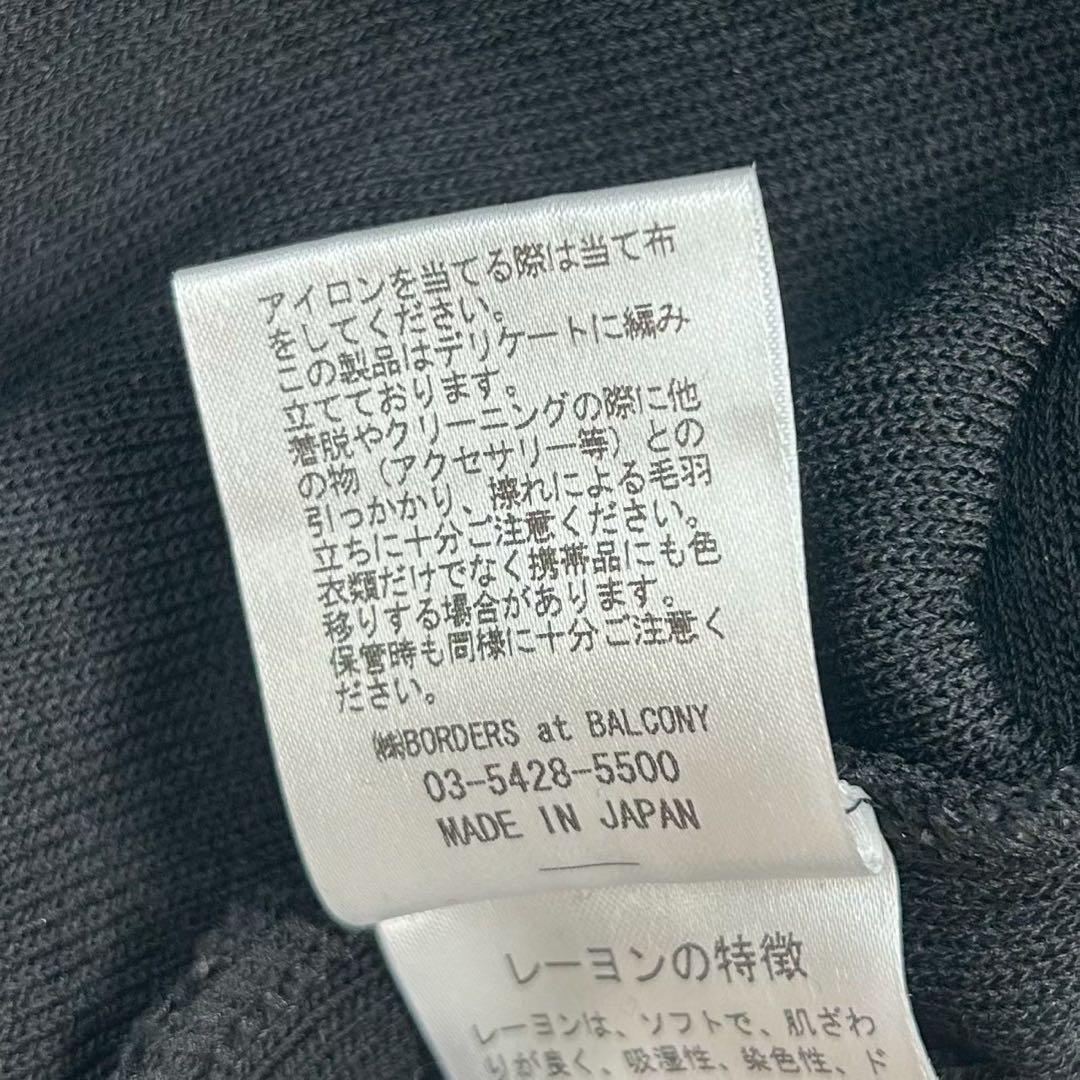 アイロンを当てる際は当て布
をしてください。
この製品はデリケートに編み
立てております。
着脱やクリーニングの際に他
の物（アクセサリー等）との
引っかかり、擦れによる毛羽
立ちに十分ご注意ください。
衣類だけでなく携帯品にも色
移りする場合があります。
保管時も同様に十分ご注意く
ださい。
㈱BORDERS at BALCONY
03-5428-5500
MADE IN JAPAN
レーヨンの特徴
レーヨンは、ソフトで、肌ざわ
りが良く、吸湿性、染色性、ド